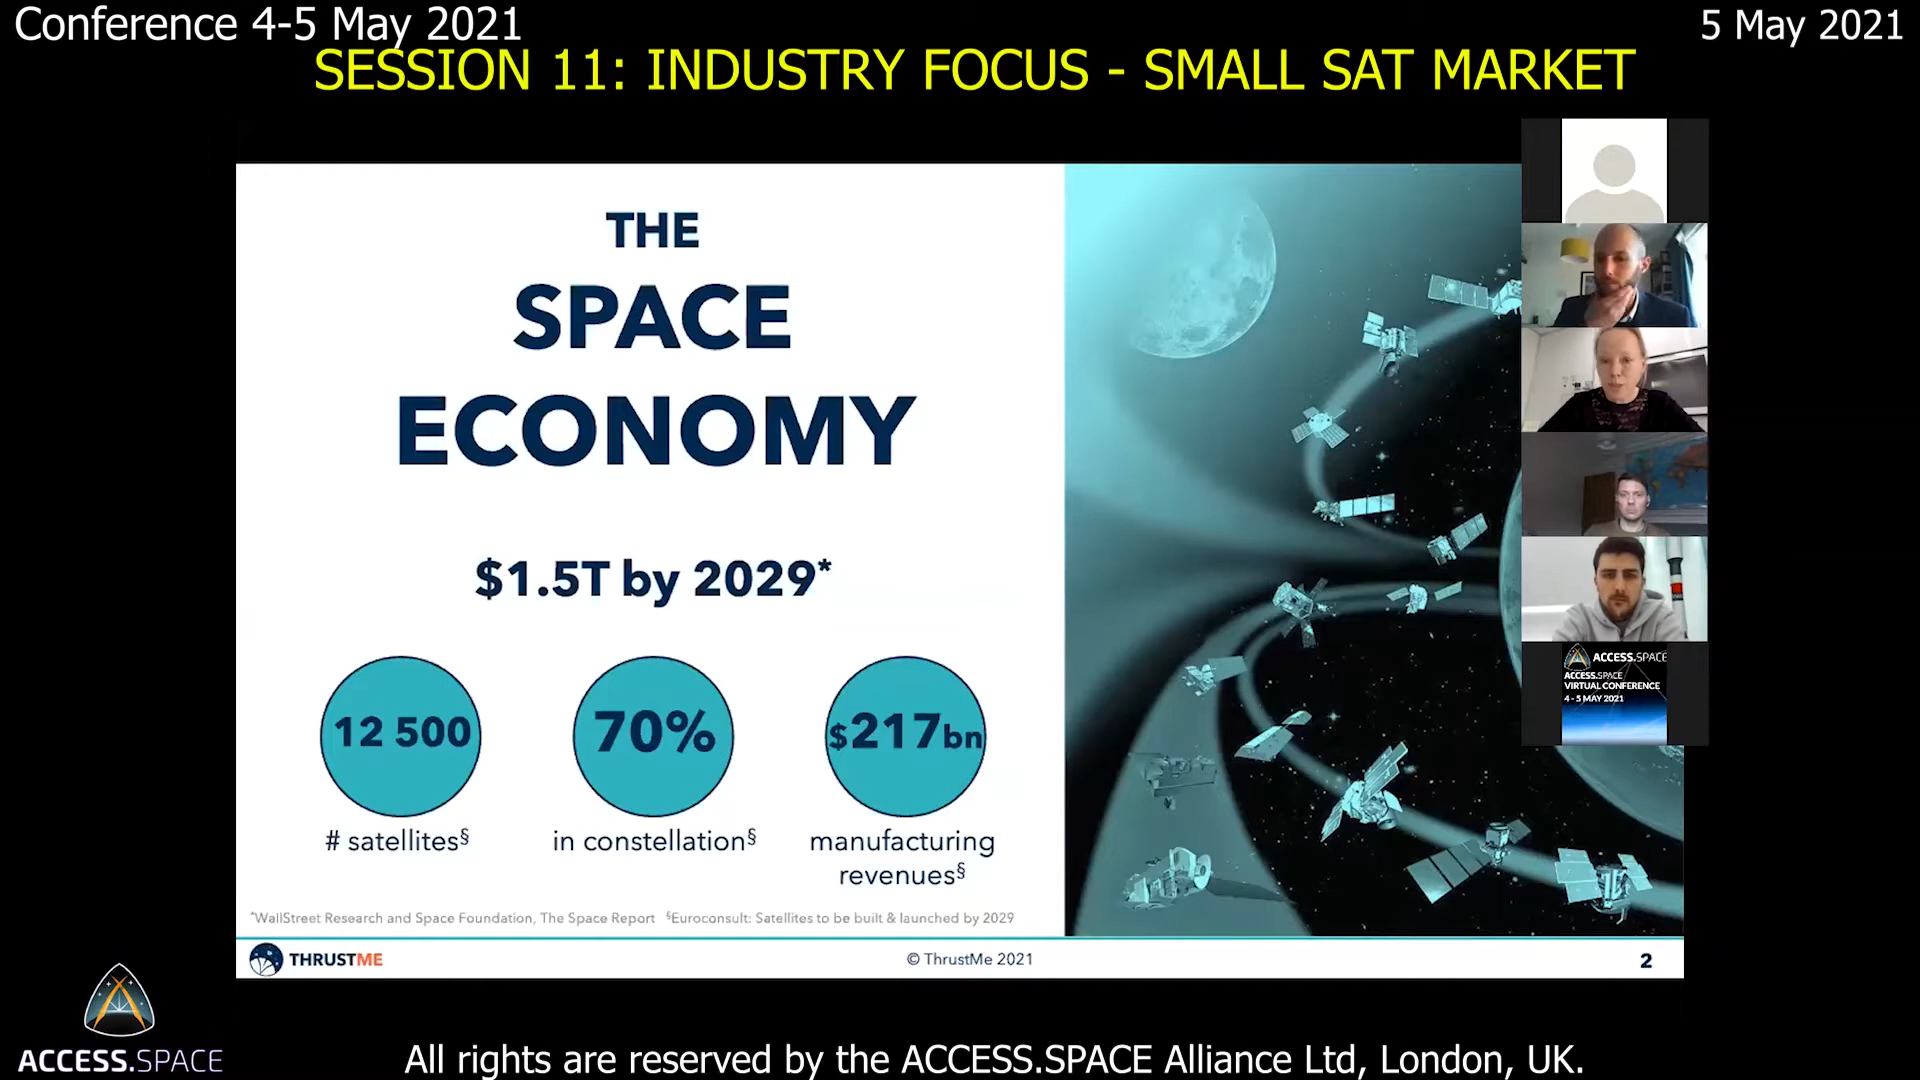 Conference 4-5 May 2021
5 May 2021
SESSION 11: INDUSTRY FOCUS - SMALL SAT MARKET
THE
SPACE
ECONOMY
$1.5T by 2029*
12 500
# satellites§
70%
in constellation§
$217bn
manufacturing
revenues§
*WallStreet Research and Space Foundation, The Space Report §Euroconsult: Satellites to be built & launched by 2029
THRUSTME
© ThrustMe 2021
2
ACCESS.SPACE
ACCESS.SPACE
VIRTUAL CONFERENCE
4 - 5 MAY 2021
ACCESS.SPACE
All rights are reserved by the ACCESS.SPACE Alliance Ltd, London, UK.